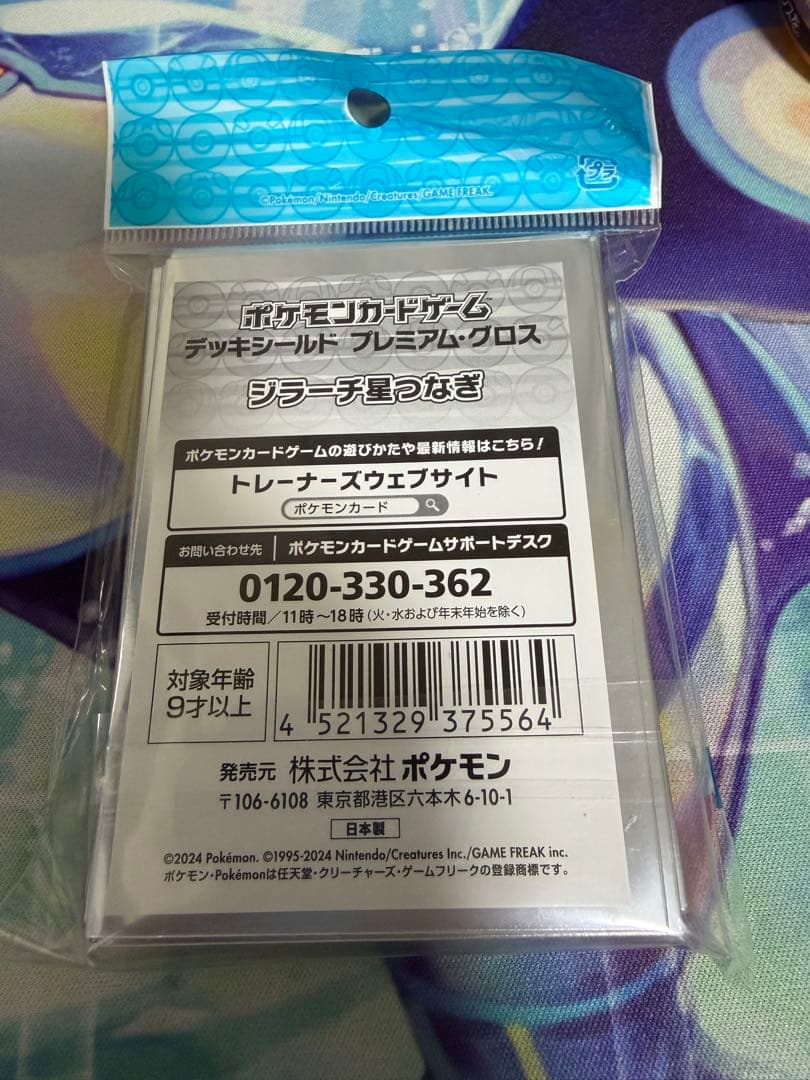 プラ
©Pokémon/Nintendo/Creatures/GAME FREAK.
ポケモンカードゲーム
デッキシールド プレミアム・グロス
ジラーチ星つなぎ
ポケモンカードゲームの遊びかたや最新情報はこちら!
トレーナーズウェブサイト
ポケモンカード
お問い合わせ先 ポケモンカードゲームサポートデスク
0120-330-362
受付時間/11時~18時(火・水および年末年始を除く)
対象年齢
9才以上
4 521329 375564
発売元 株式会社ポケモン
〒106-6108 東京都港区六本木6-10-1
日本製
©2024 Pokémon. ©1995-2024 Nintendo/Creatures Inc./GAME FREAK inc.
ポケモン・Pokémonは任天堂・クリーチャーズ・ゲームフリークの登録商標です。